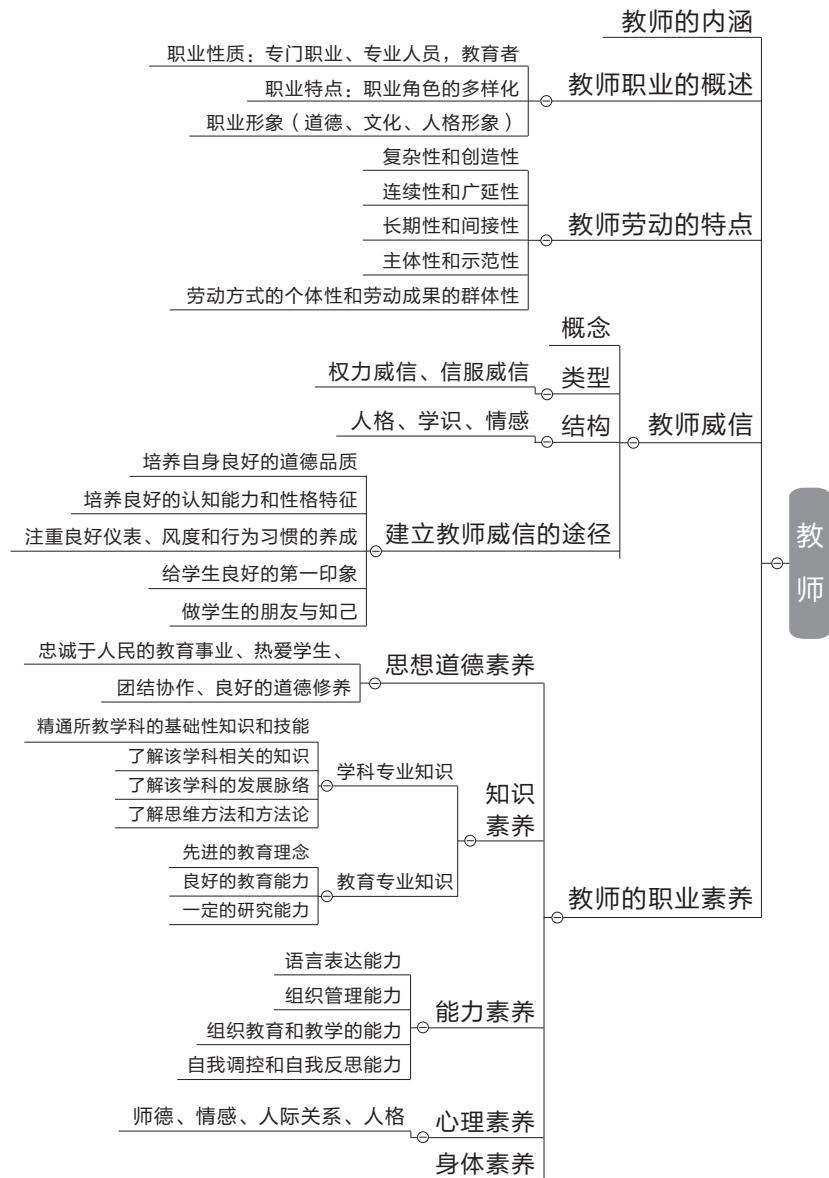 教师的内涵
职业性质：专门职业、专业人员，教育者
教师职业的概述
职业特点：职业角色的多样化
职业形象（道德、文化、人格形象）
复杂性和创造性
连续性和广延性
教师劳动的特点
长期性和间接性
主体性和示范性
劳动方式的个体性和劳动成果的群体性
概念
权力威信、信服威信
类型
人格、学识、情感
结构
教师威信
培养自身良好的道德品质
培养良好的认知能力和性格特征
注重良好仪表、风度和行为习惯的养成
建立教师威信的途径
给学生良好的第一印象
做学生的朋友与知己
教
师
忠诚于人民的教育事业、热爱学生、
团结协作、良好的道德修养
思想道德素养
精通所教学科的基础性知识和技能
了解该学科相关的知识
学科专业知识
了解该学科的发展脉络
了解思维方法和方法论
知识
素养
先进的教育理念
良好的教育能力
教育专业知识
一定的研究能力
教师的职业素养
语言表达能力
组织管理能力
能力素养
组织教育和教学的能力
自我调控和自我反思能力
师德、情感、人际关系、人格
心理素养
身体素养